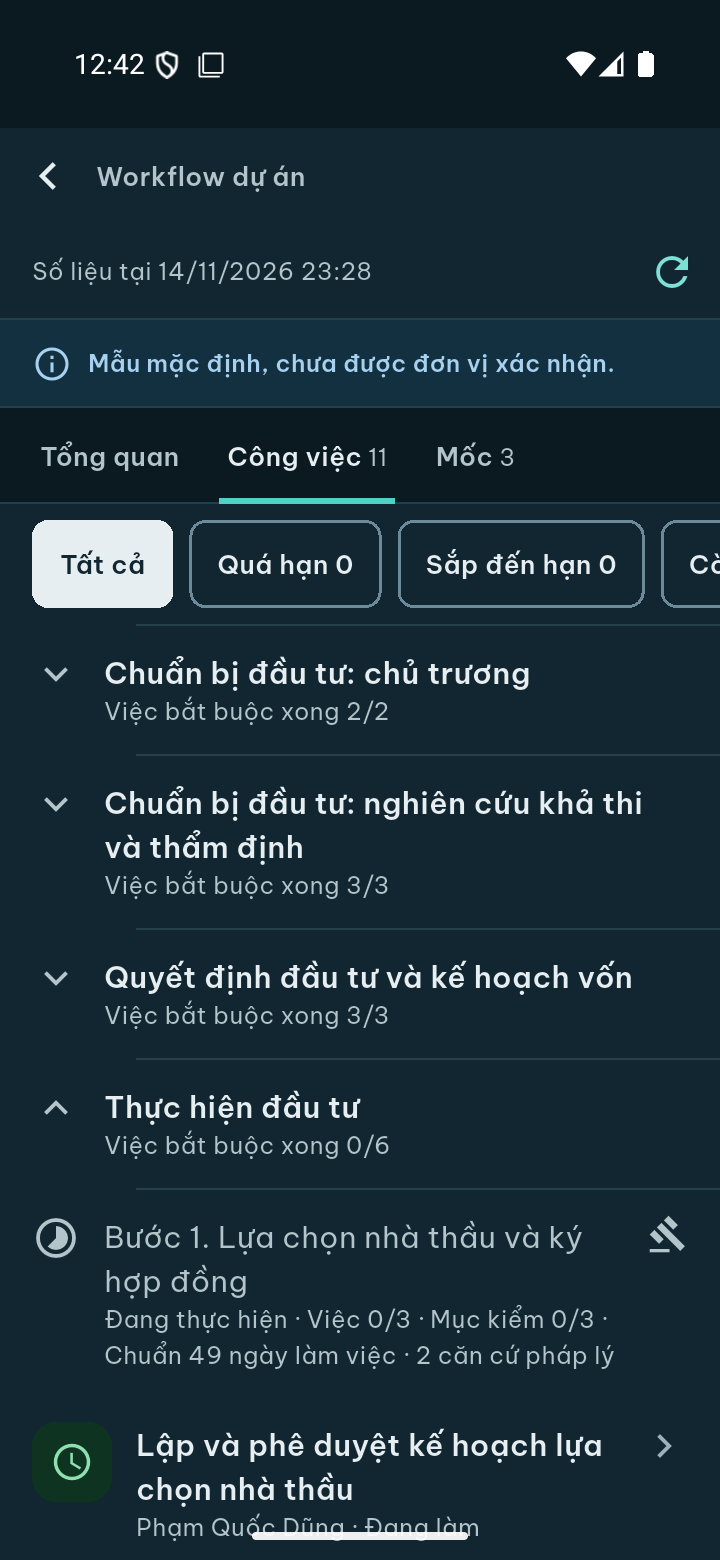 12:42
Workflow dự án
Số liệu tại 14/11/2026 23:28
Mẫu mặc định, chưa được đơn vị xác nhận.
Tổng quan
Công việc 11
Mốc 3
Tất cả
Quá hạn 0
Sắp đến hạn 0
Cò
Chuẩn bị đầu tư: chủ trương
Việc bắt buộc xong 2/2
Chuẩn bị đầu tư: nghiên cứu khả thi
và thẩm định
Việc bắt buộc xong 3/3
Quyết định đầu tư và kế hoạch vốn
Việc bắt buộc xong 3/3
Thực hiện đầu tư
Việc bắt buộc xong 0/6
Bước 1. Lựa chọn nhà thầu và ký
hợp đồng
Đang thực hiện · Việc 0/3 · Mục kiểm 0/3 ·
Chuẩn 49 ngày làm việc · 2 căn cứ pháp lý
Lập và phê duyệt kế hoạch lựa
chọn nhà thầu
Phạm Quốc Dũng · Đang làm